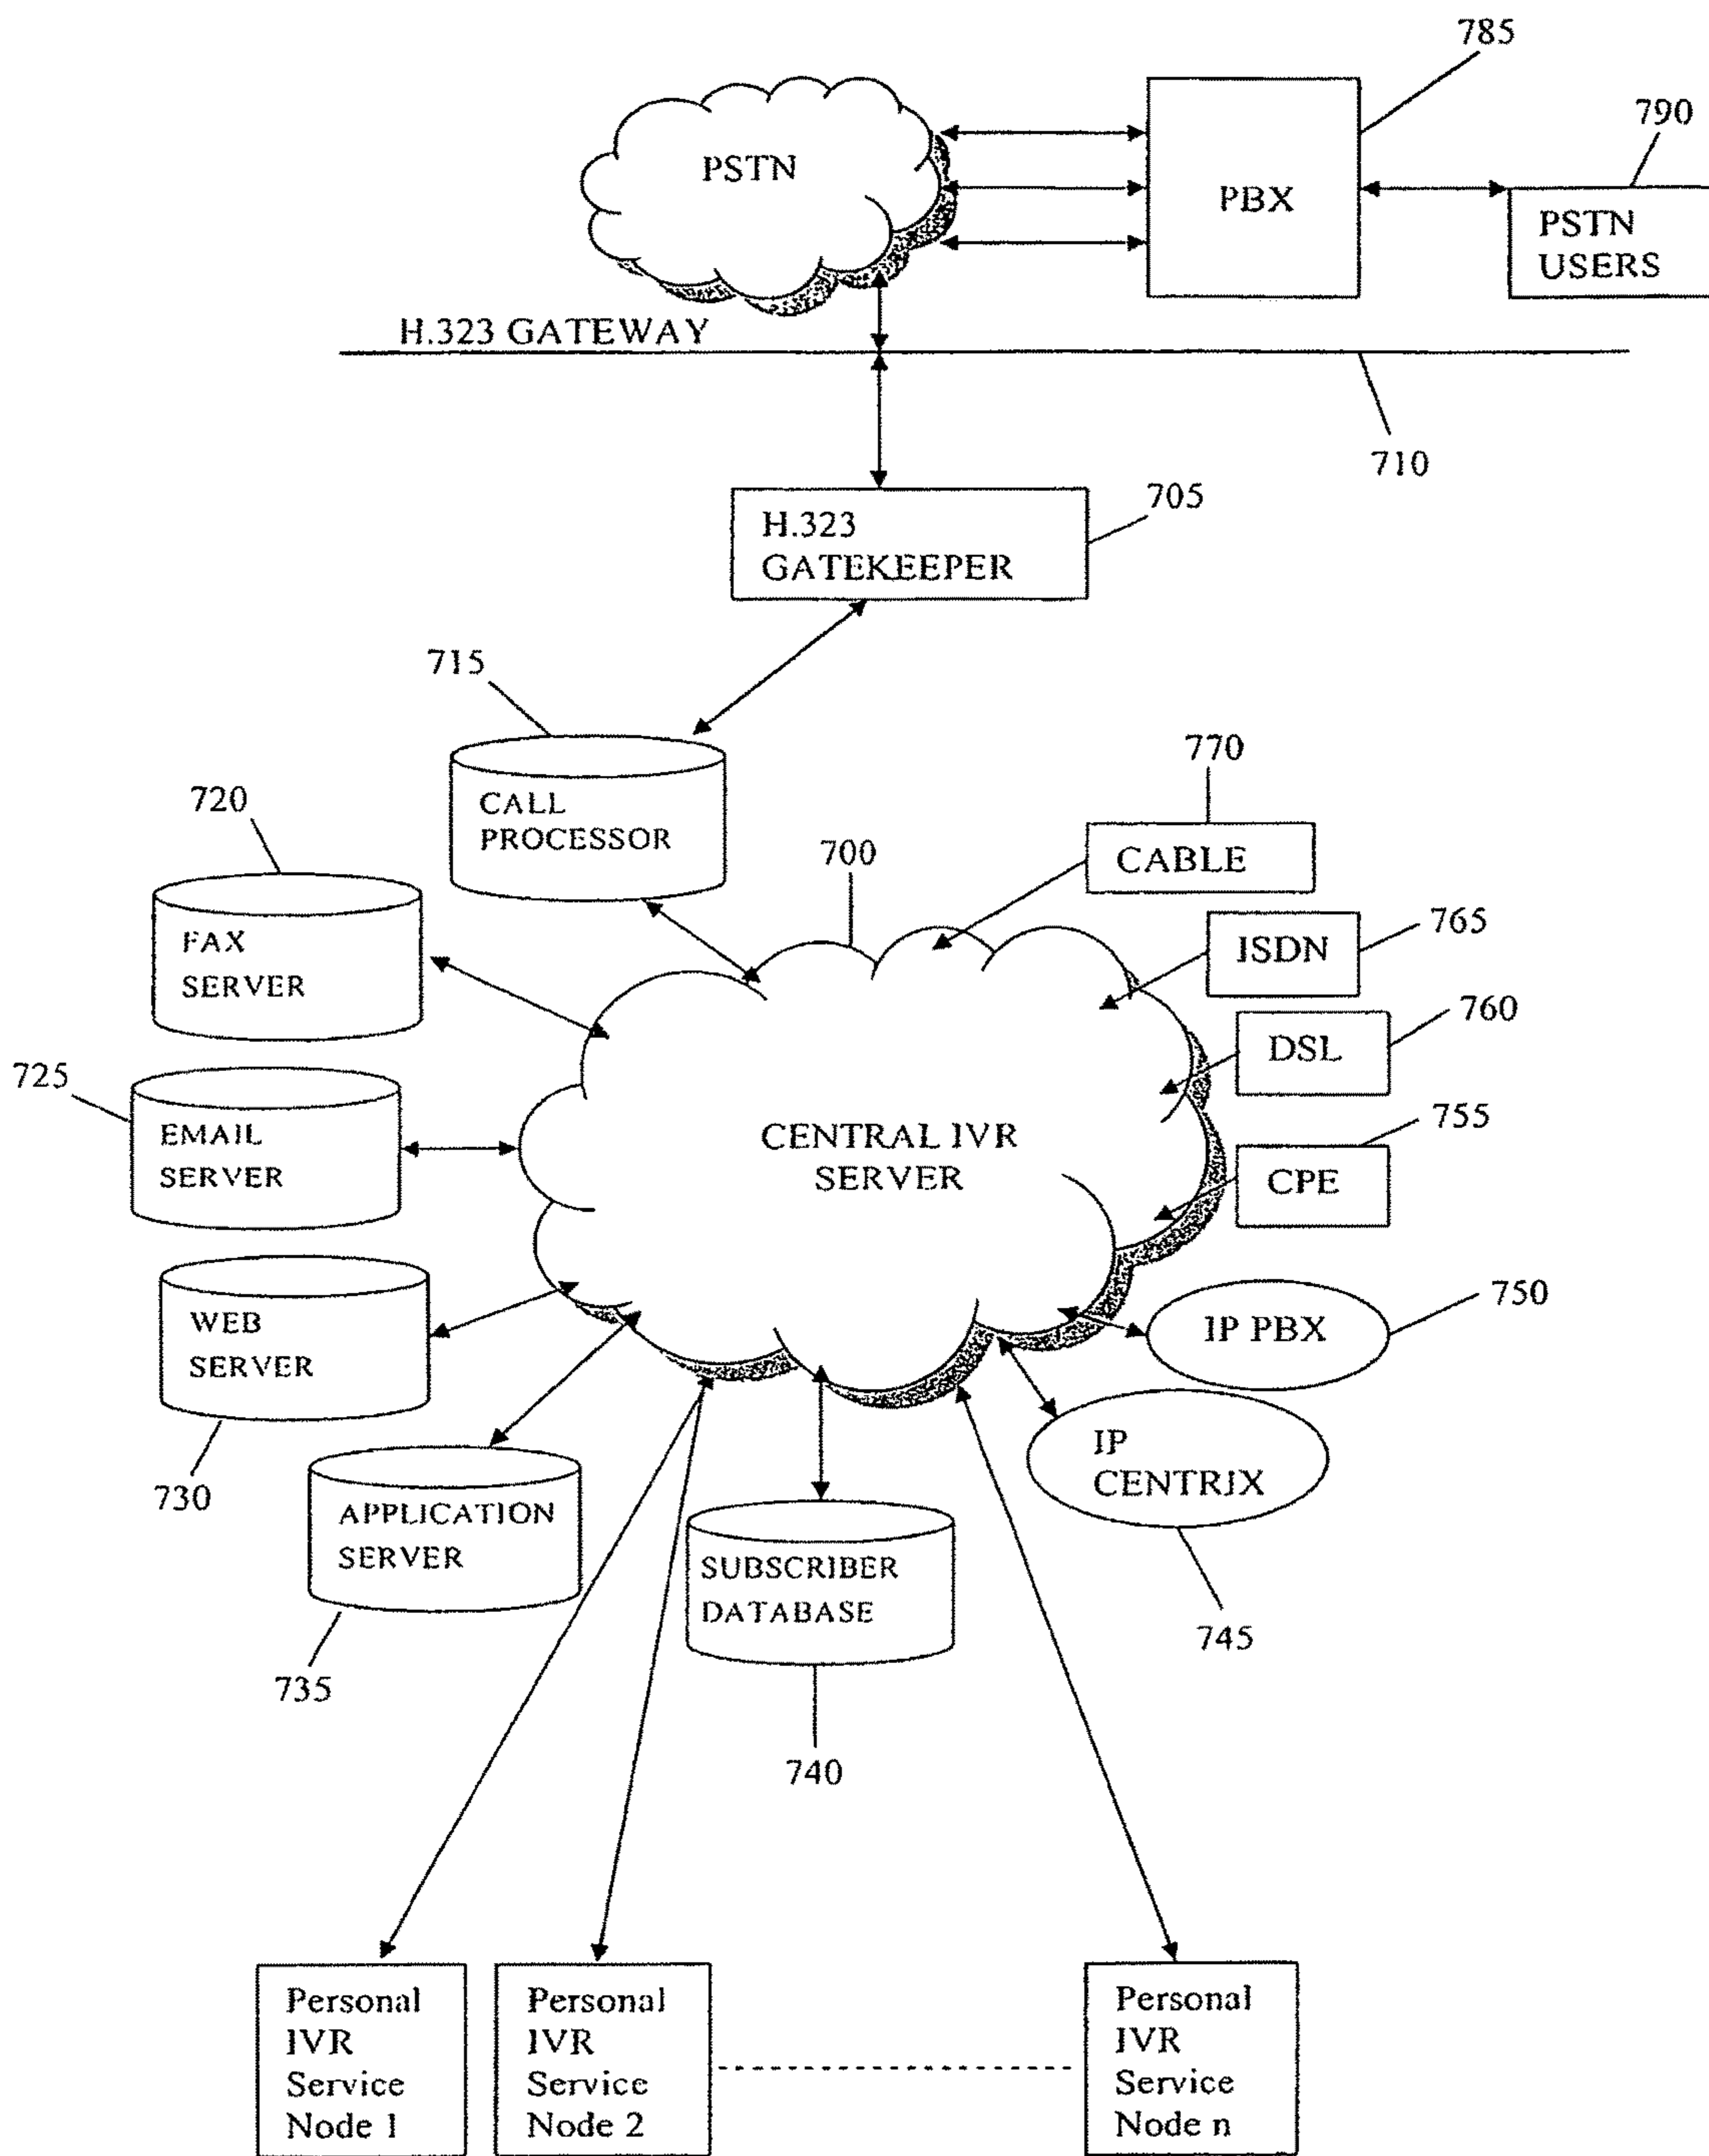 785
790
PSTN
PBX
PSTN
USERS
H.323 GATEWAY
710
705
H.323
GATEKEEPER
715
770
CALL
PROCESSOR
720
700
CABLE
765
FAX
SERVER
ISDN
760
DSL
725
755
EMAIL
SERVER
CENTRAL IVR
SERVER
CPE
750
WEB
SERVER
IP PBX
730
IP
CENTRIX
APPLICATION
SERVER
SUBSCRIBER
DATABASE
745
735
740
Personal
IVR
Service
Node 1
Personal
IVR
Service
Node 2
Personal
IVR
Service
Node n